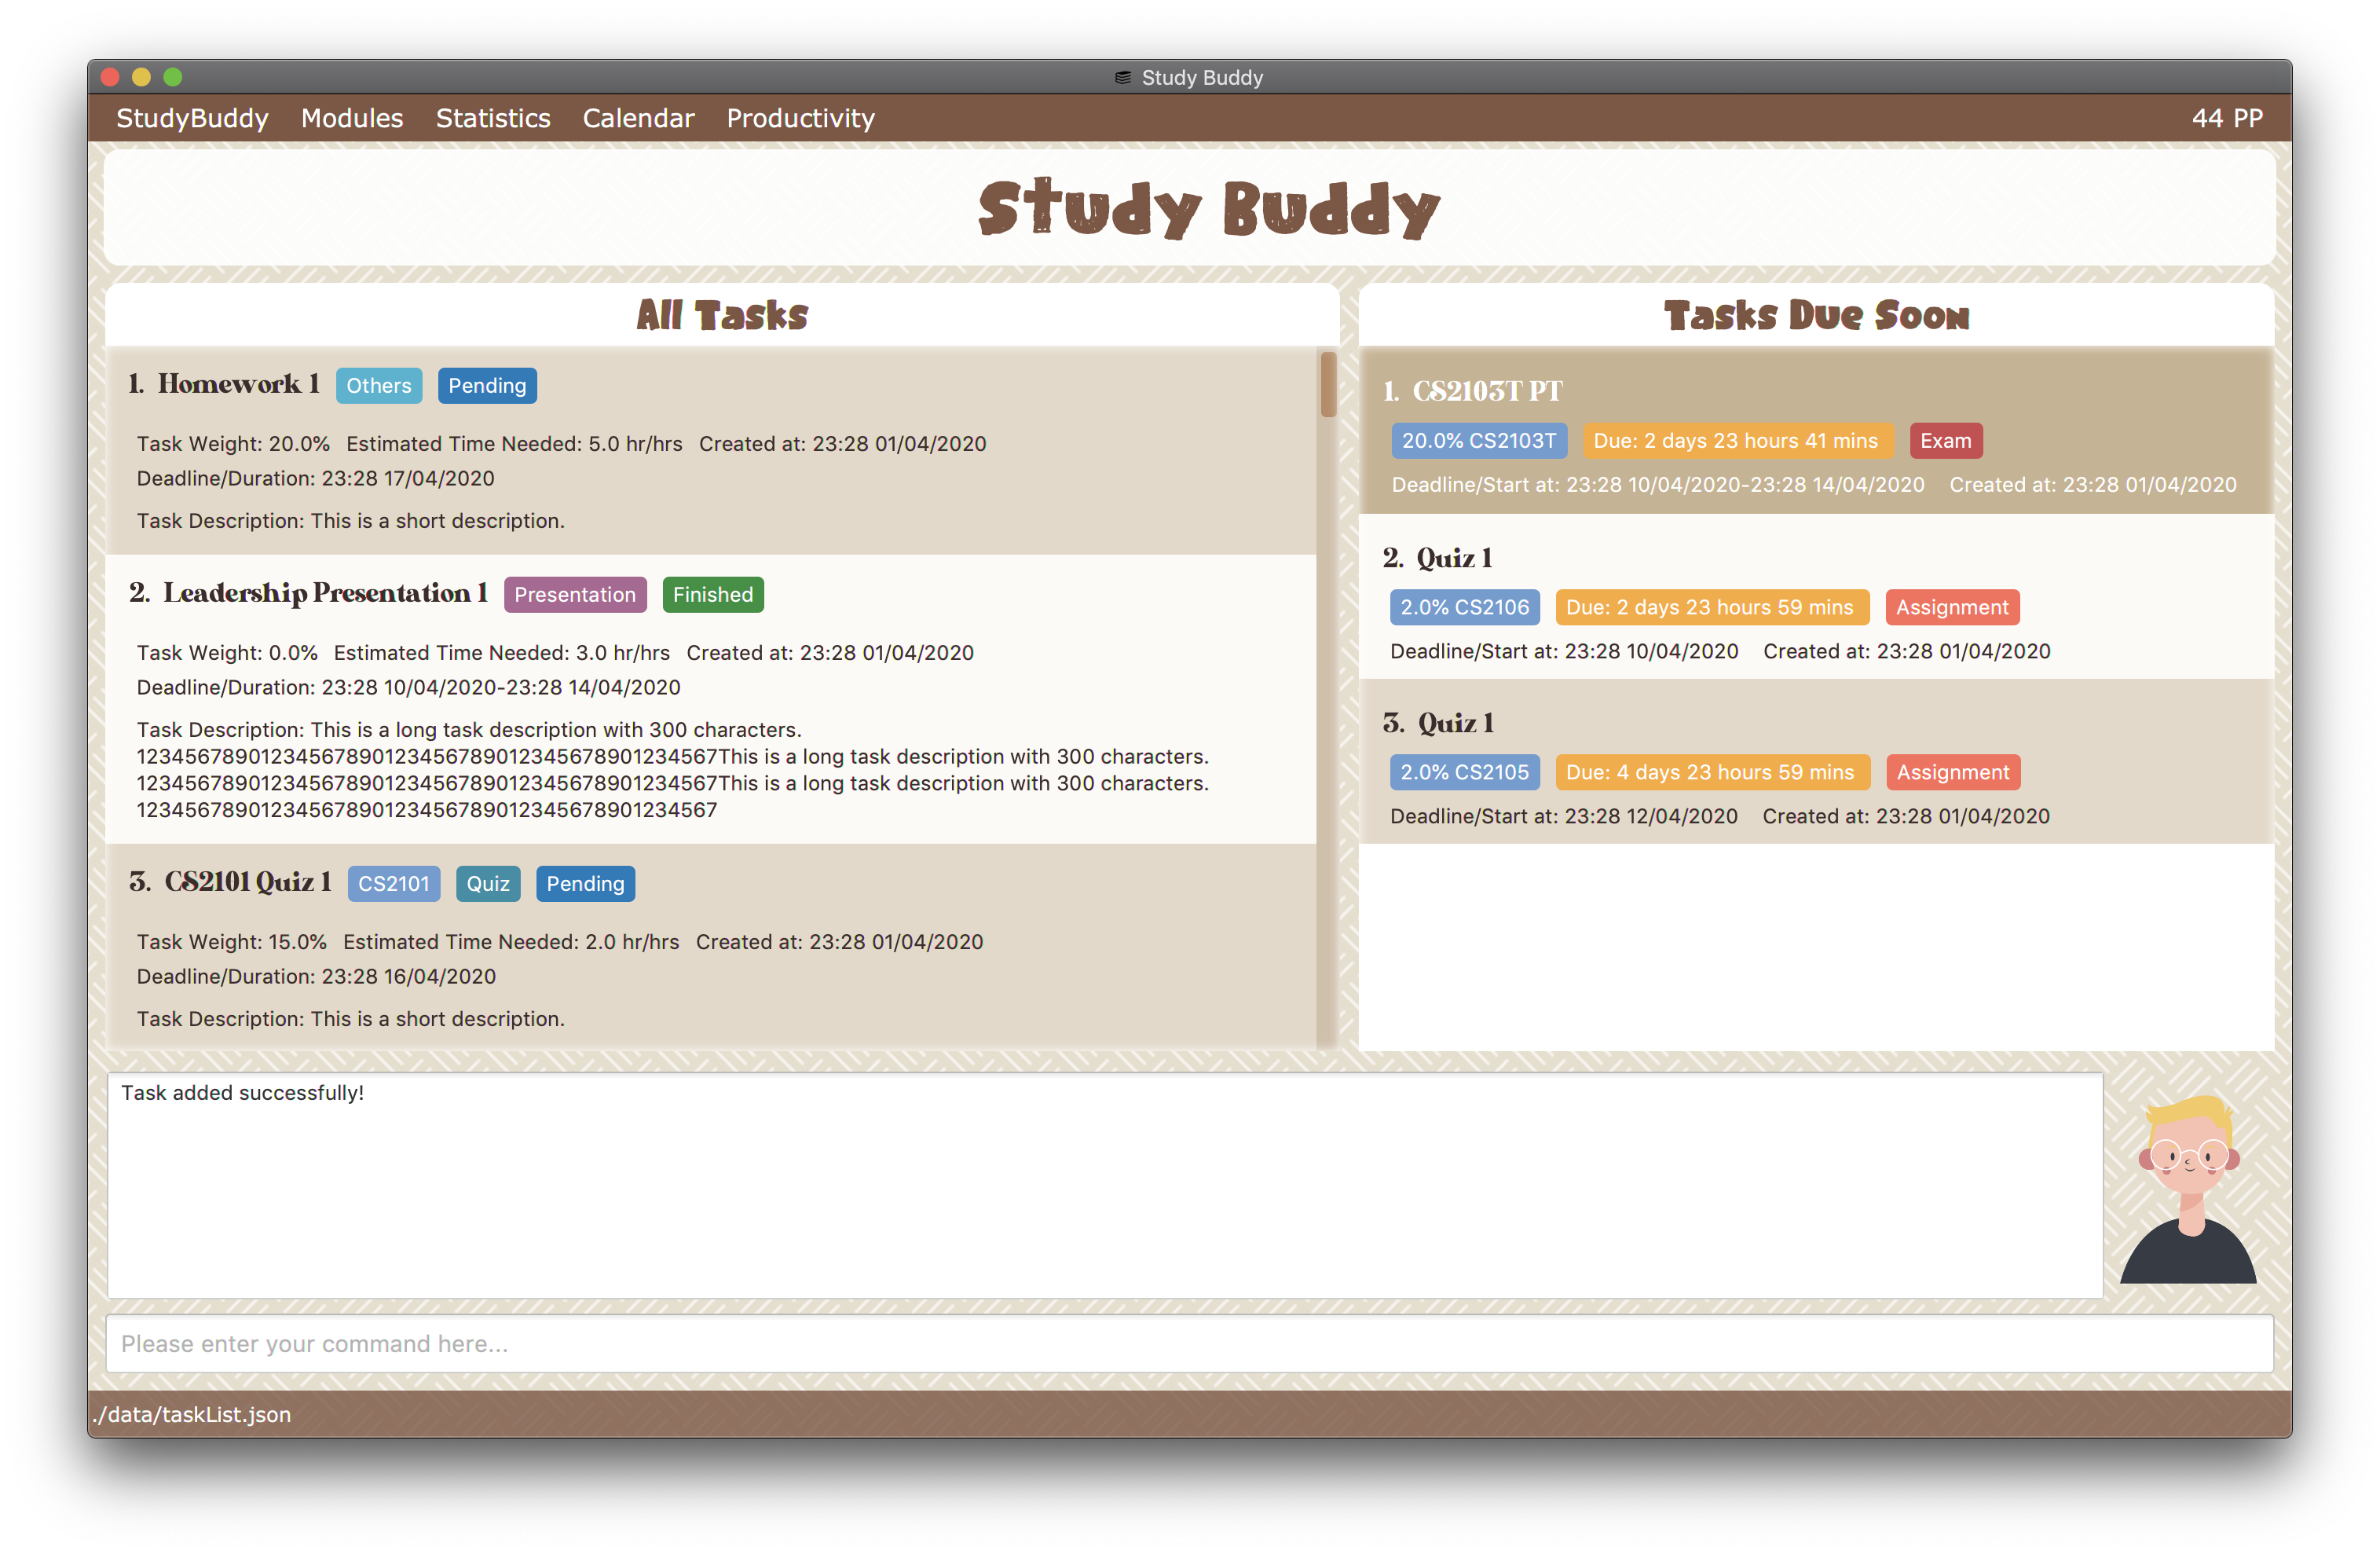 Study Buddy
StudyBuddy Modules Statistics Calendar Productivity 44 PP
Study Buddy
All Tasks
1. Homework 1 Others Pending
Task Weight: 20.0% Estimated Time Needed: 5.0 hr/hrs Created at: 23:28 01/04/2020
Deadline/Duration: 23:28 17/04/2020
Task Description: This is a short description.
2. Leadership Presentation 1 Presentation Finished
Task Weight: 0.0% Estimated Time Needed: 3.0 hr/hrs Created at: 23:28 01/04/2020
Deadline/Duration: 23:28 10/04/2020-23:28 14/04/2020
Task Description: This is a long task description with 300 characters.
12345678901234567890123456789012345678901234567This is a long task description with 300 characters.
12345678901234567890123456789012345678901234567This is a long task description with 300 characters.
12345678901234567890123456789012345678901234567
3. CS2101 Quiz 1 CS2101 Quiz Pending
Task Weight: 15.0% Estimated Time Needed: 2.0 hr/hrs Created at: 23:28 01/04/2020
Deadline/Duration: 23:28 16/04/2020
Task Description: This is a short description.
Tasks Due Soon
1. CS2103T PT
20.0% CS2103T Due: 2 days 23 hours 41 mins Exam
Deadline/Start at: 23:28 10/04/2020-23:28 14/04/2020 Created at: 23:28 01/04/2020
2. Quiz 1
2.0% CS2106 Due: 2 days 23 hours 59 mins Assignment
Deadline/Start at: 23:28 10/04/2020 Created at: 23:28 01/04/2020
3. Quiz 1
2.0% CS2105 Due: 4 days 23 hours 59 mins Assignment
Deadline/Start at: 23:28 12/04/2020 Created at: 23:28 01/04/2020
Task added successfully!
Please enter your command here...
./data/taskList.json